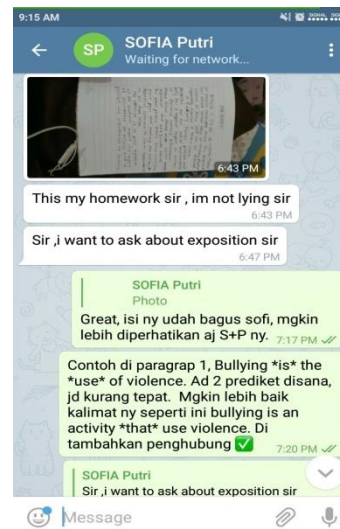 9:15 AM
SP
SOFIA Putri
Waiting for network...
6:43 PM
This my homework sir , im not lying sir
6:43 PM
Sir ,i want to ask about exposition sir
6:47 PM
SOFIA Putri
Photo
Great, isi ny udah bagus sofi, mgkin
lebih diperhatikan aj S+P ny.
7:17 PM
Contoh di paragrap 1, Bullying *is* the
*use* of violence. Ad 2 prediket disana,
jd kurang tepat. Mgkin lebih baik
kalimat ny seperti ini bullying is an
activity *that* use violence. Di
tambahkan penghubung ✅
7:20 PM
SOFIA Putri
Sir ,i want to ask about exposition sir
Message